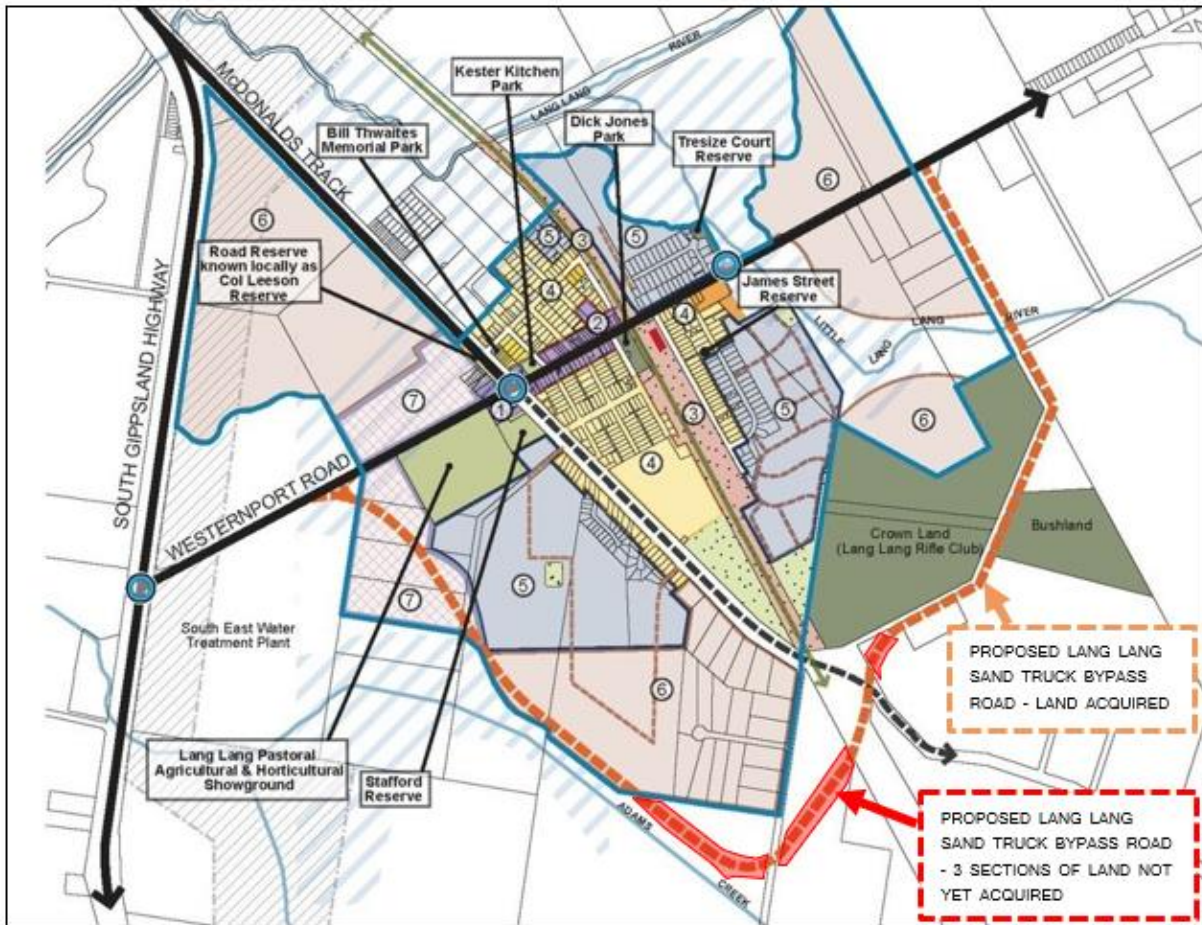 RIVER
LANG LANG
Kester Kitchen
Park
McDONALDS TRACK
Dick Jones
Park
Bill Thwaites
Memorial Park
Tresize Court
Reserve
6
6
5
3
5
Road Reserve
known locally as
Col Leeson
Reserve
4
James Street
Reserve
2
4
LITTLE
LANG
LANG
RIVER
SOUTH GIPPSLAND HIGHWAY
7
1
3
5
6
WESTERNPORT ROAD
4
Crown Land
(Lang Lang Rifle Club)
Bushland
5
7
South East Water
Treatment Plant
6
PROPOSED LANG LANG
SAND TRUCK BYPASS
ROAD - LAND ACQUIRED
Lang Lang Pastoral
Agricultural & Horticultural
Showground
Stafford
Reserve
ADAMS
CREEK
PROPOSED LANG LANG
SAND TRUCK BYPASS ROAD
- 3 SECTIONS OF LAND NOT
YET ACQUIRED